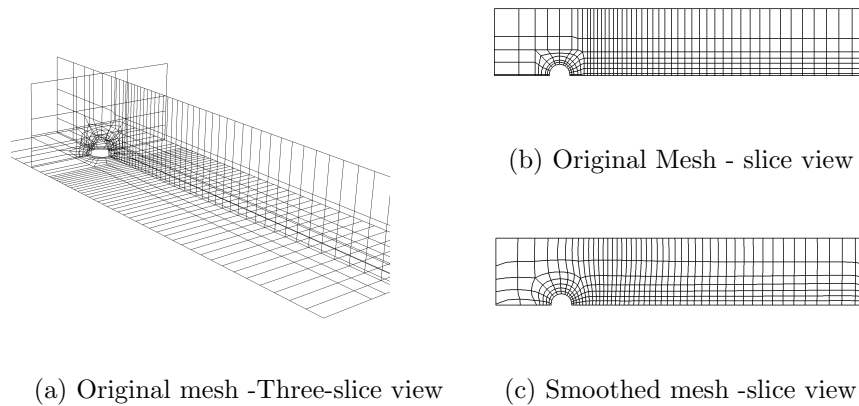 (a) Original mesh -Three-slice view
(b) Original Mesh - slice view
(c) Smoothed mesh -slice view